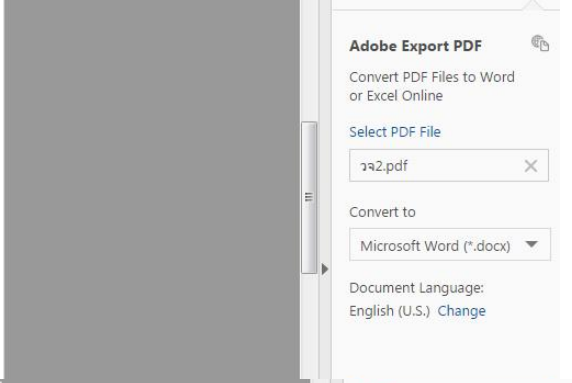 Adobe Export PDF
Convert PDF Files to Word
or Excel Online
Select PDF File
วจ2.pdf
Convert to
Microsoft Word (*.docx)
Document Language:
English (U.S.) Change